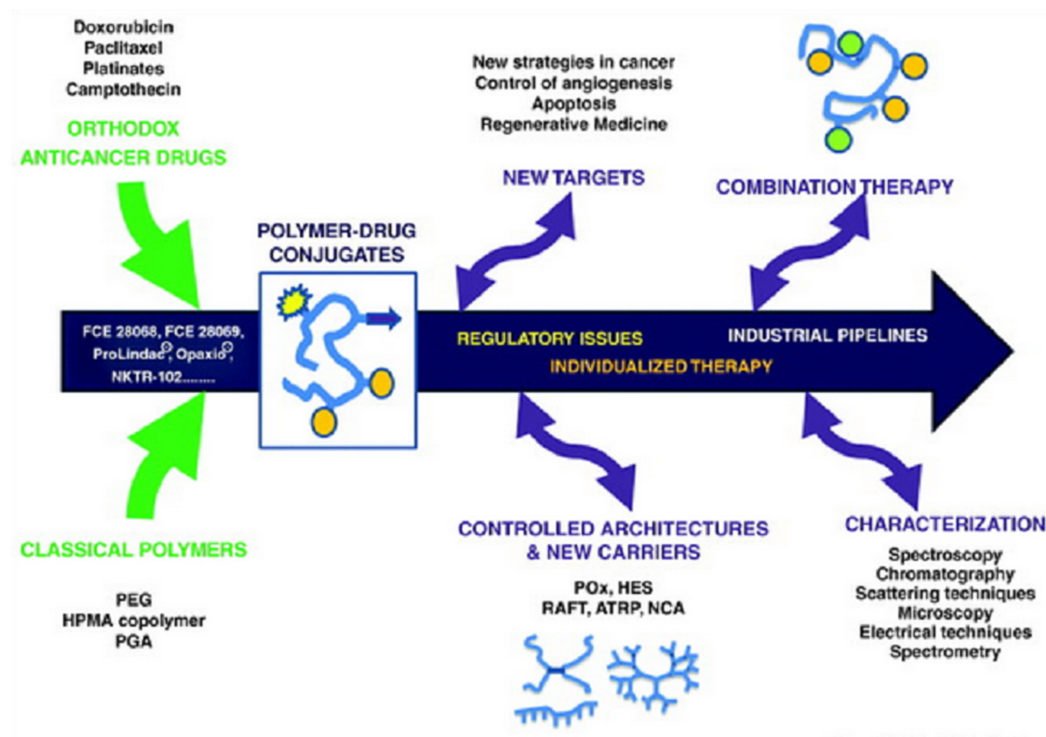 Doxorubicin
Paclitaxel
Platinates
Camptothecin
ORTHODOX
ANTICANCER DRUGS
New strategies in cancer
Control of angiogenesis
Apoptosis
Regenerative Medicine
NEW TARGETS
COMBINATION THERAPY
POLYMER-DRUG
CONJUGATES
FCE 28068, FCE 28069,
ProLindac®, Opaxio®,
NKTR-102.........
REGULATORY ISSUES
INDUSTRIAL PIPELINES
INDIVIDUALIZED THERAPY
CLASSICAL POLYMERS
PEG
HPMA copolymer
PGA
CONTROLLED ARCHITECTURES
& NEW CARRIERS
POx, HES
RAFT, ATRP, NCA
CHARACTERIZATION
Spectroscopy
Chromatography
Scattering techniques
Microscopy
Electrical techniques
Spectrometry